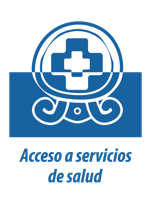 Acceso a servicios
de salud